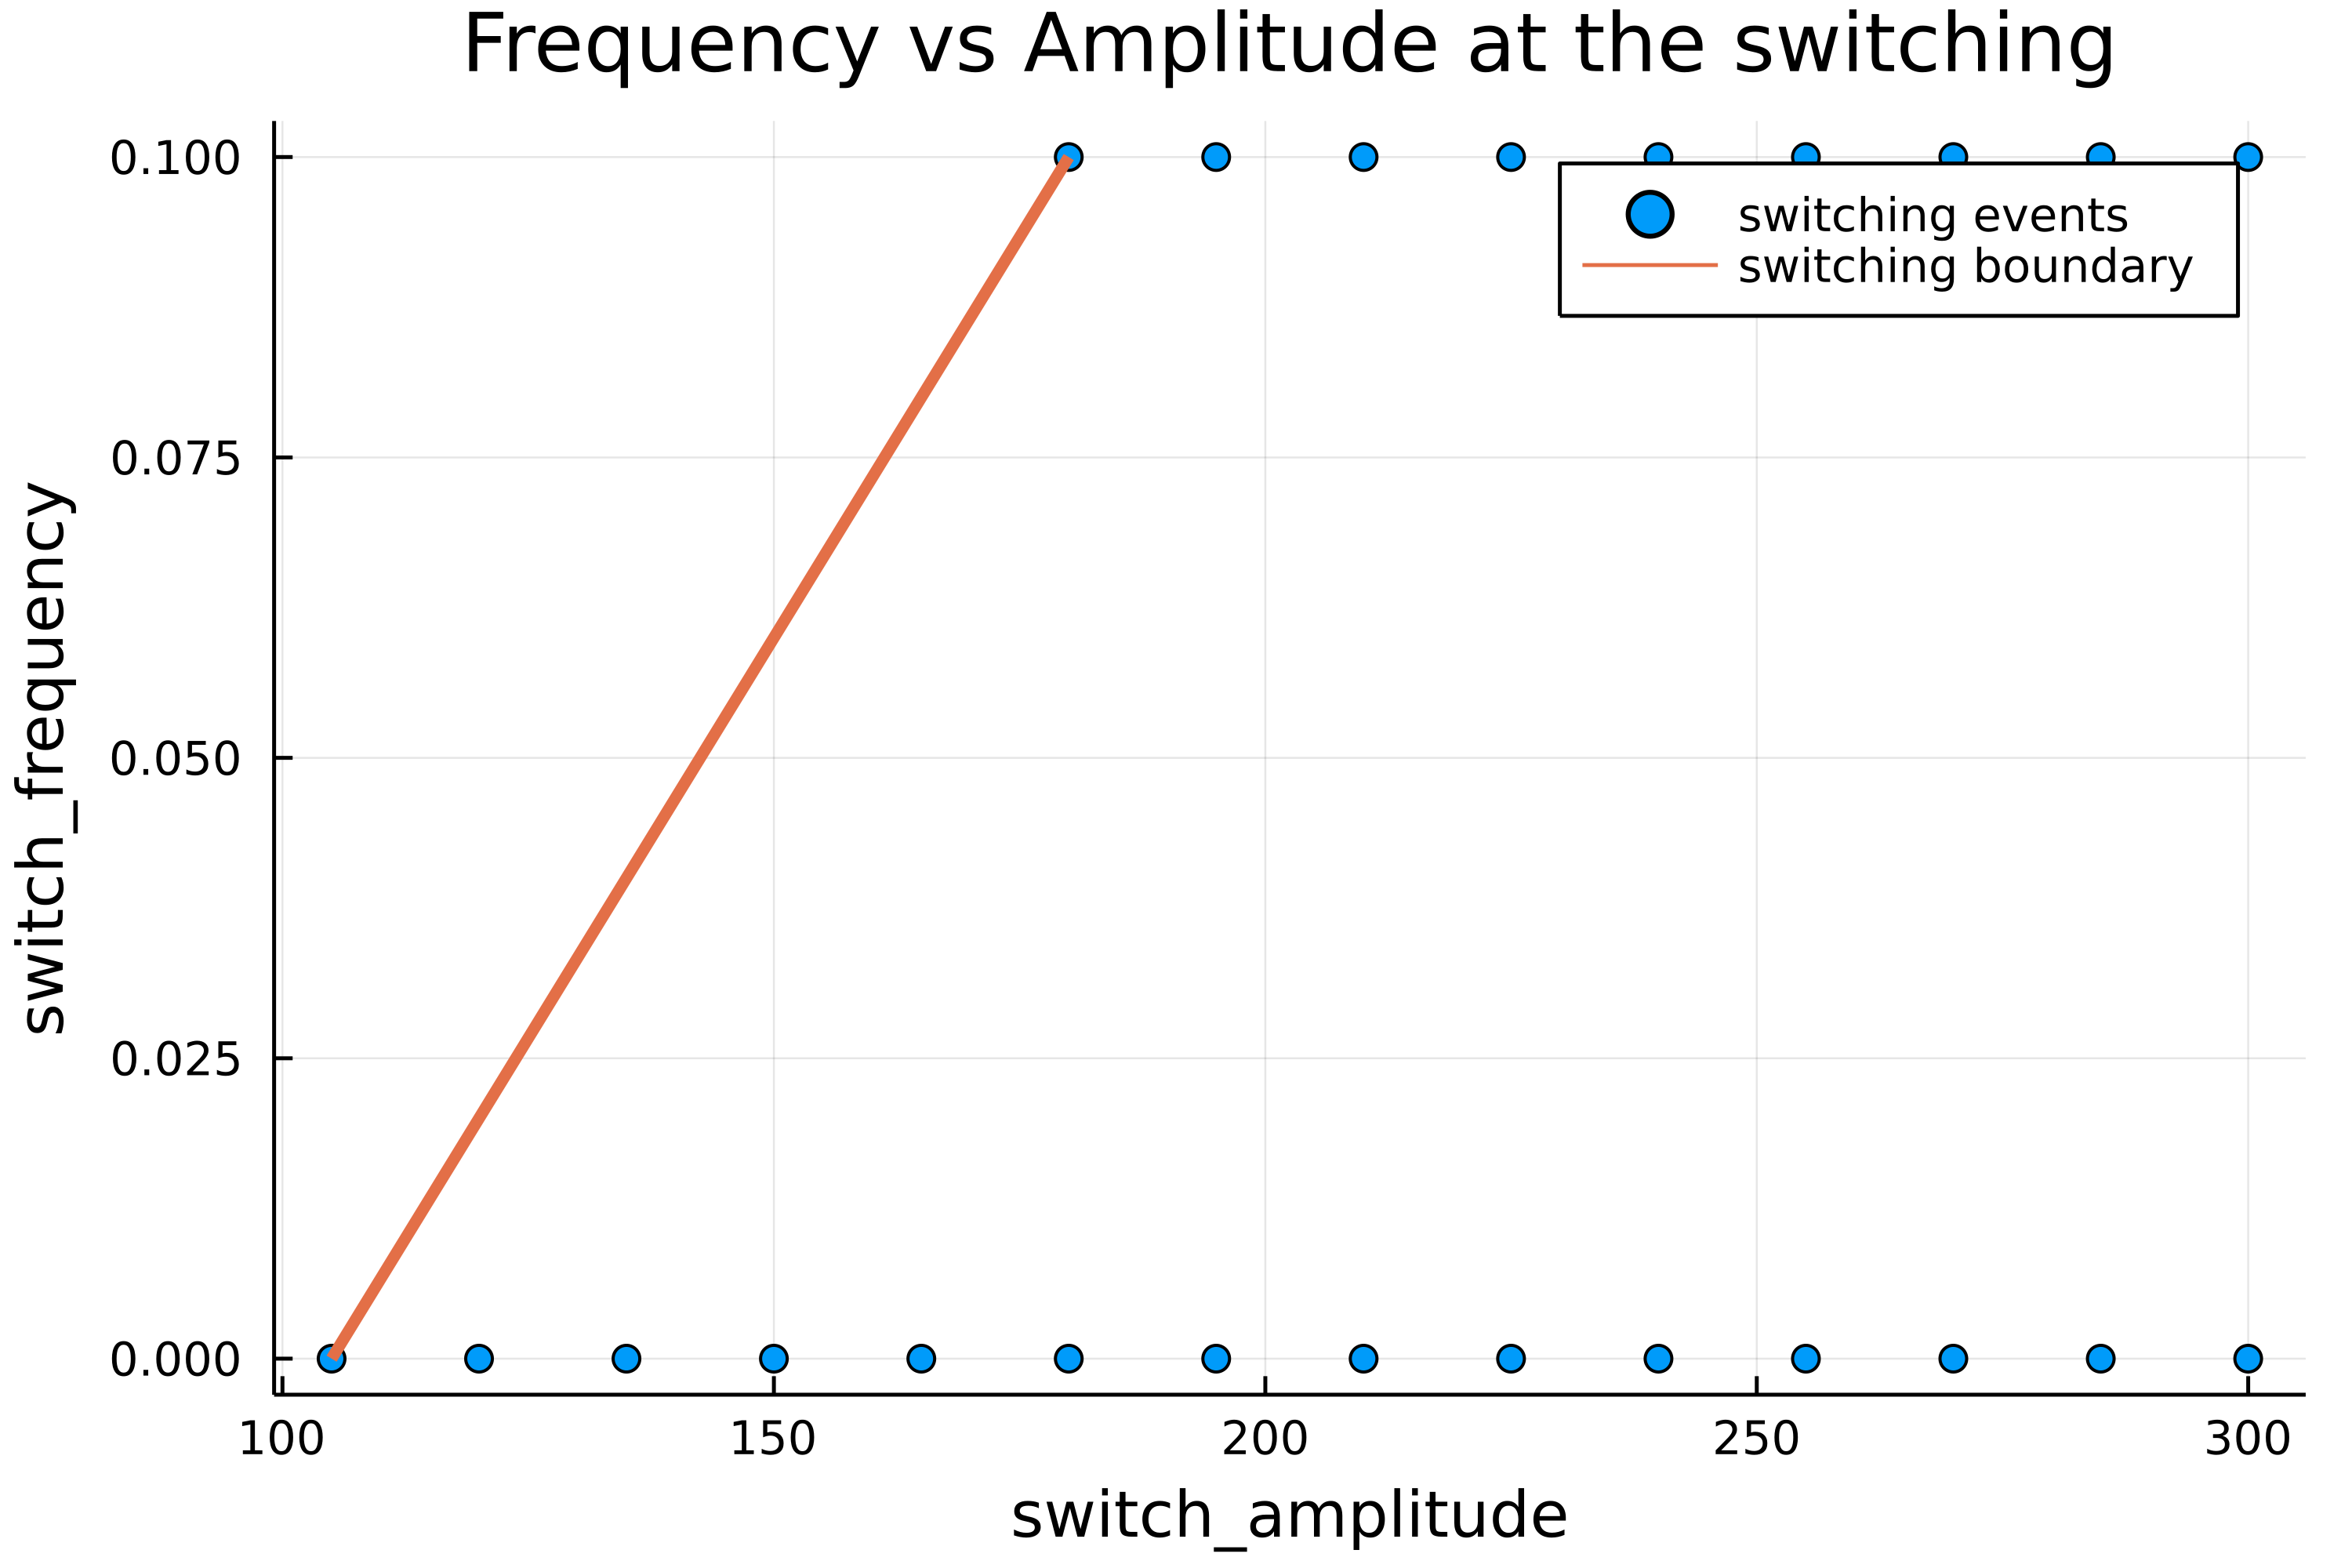 Frequency vs Amplitude at the switching
switching events
switching boundary
0.100
0.075
0.050
0.025
0.000
switch_frequency
100 150 200 250 300
switch_amplitude